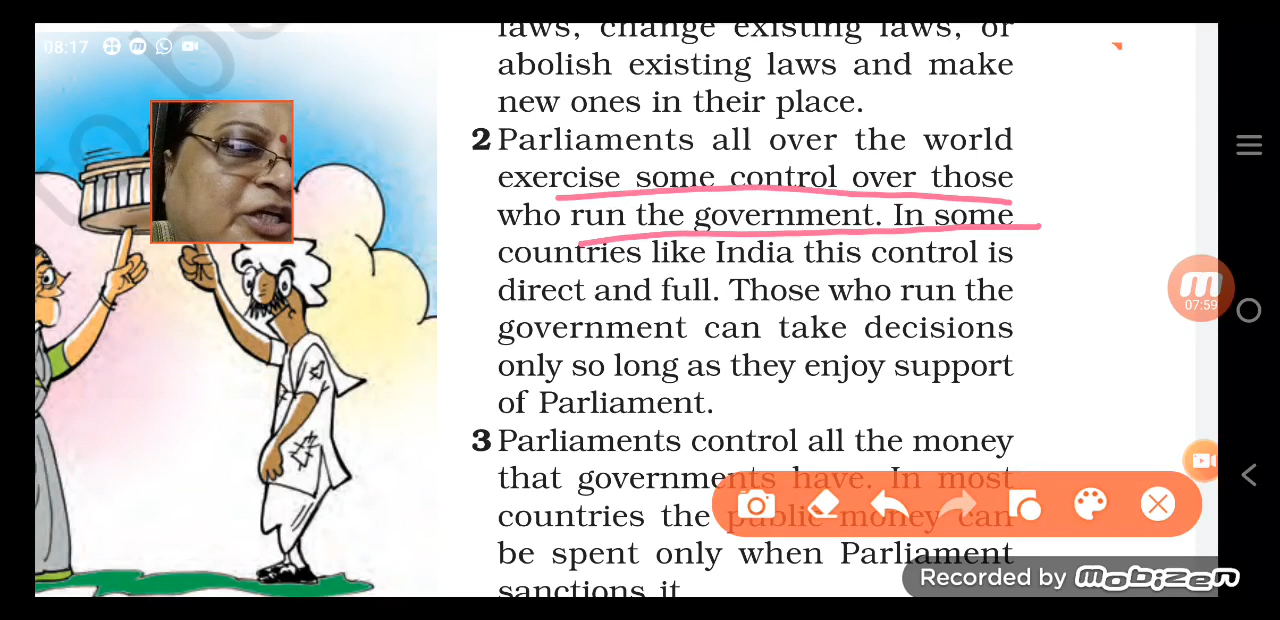 08:17
laws, change existing laws, or
abolish existing laws and make
new ones in their place.
2 Parliaments all over the world
exercise some control over those
who run the government. In some
countries like India this control is
direct and full. Those who run the
government can take decisions
only so long as they enjoy support
of Parliament.
3 Parliaments control all the money
that governments have. In most
countries the public money can
be spent only when Parliament
sanctions it
07:59
Recorded by mobizen